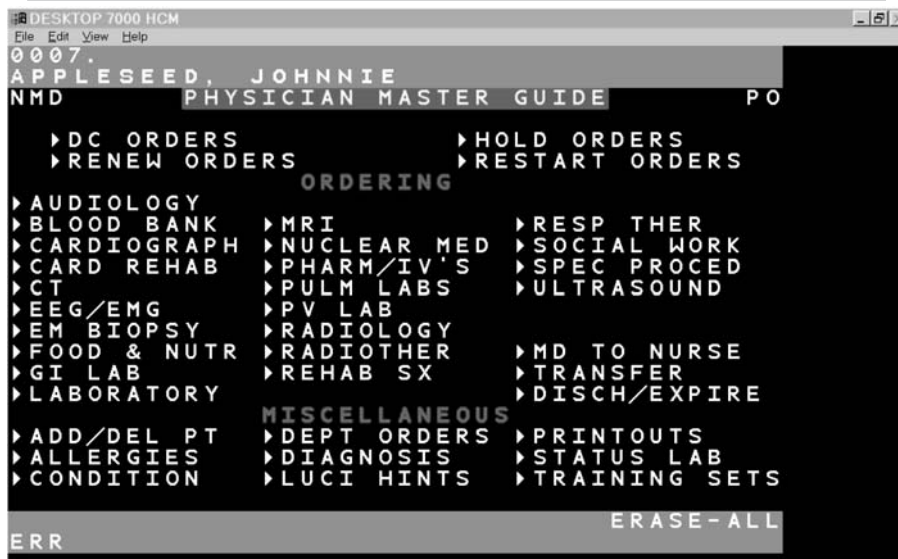 DESKTOP 7000 HCM
File Edit View Help
0007.
APPLESEED, JOHNNIE
NMD PHYSICIAN MASTER GUIDE PO
DC ORDERS HOLD ORDERS
RENEW ORDERS RESTART ORDERS
ORDERING
AUDIOLOGY
BLOOD BANK MRI RESP THER
CARDIOGRAPH NUCLEAR MED SOCIAL WORK
CARD REHAB PHARM/IV'S SPEC PROCED
CT PULM LABS ULTRASOUND
EEG/EMG PV LAB
EM BIOPSY RADIOLOGY
FOOD & NUTR RADIOTHER MD TO NURSE
GI LAB REHAB SX TRANSFER
LABORATORY DISCH/EXPIRE
MISCELLANEOUS
ADD/DEL PT DEPT ORDERS PRINTOUTS
ALLERGIES DIAGNOSIS STATUS LAB
CONDITION LUCI HINTS TRAINING SETS
ERASE-ALL
ERR